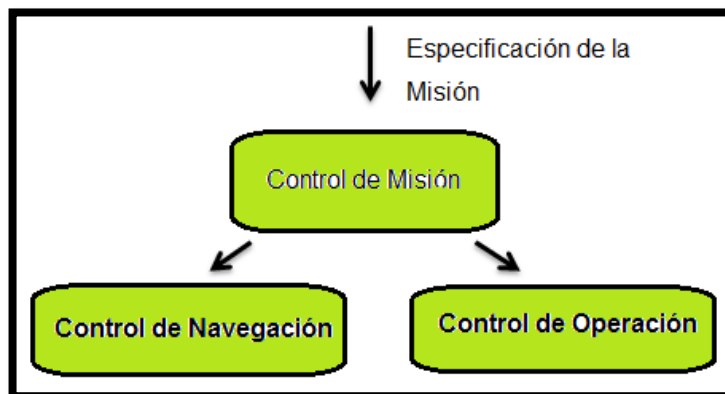 Especificación de la
Misión
Control de Misión
Control de Navegación
Control de Operación